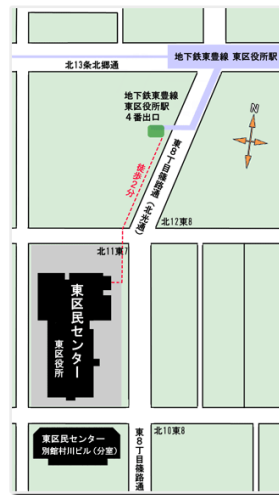 地下鉄東豊線 東区役所駅
北13条北郷通
地下鉄東豊線
東区役所駅
4番出口
徒歩2分
東8丁目篠路通(北光通)
北12東8
北11東7
東区民センター
東区役所
北10東8
東区民センター
別館村川ビル(分室)
東8丁目篠路通